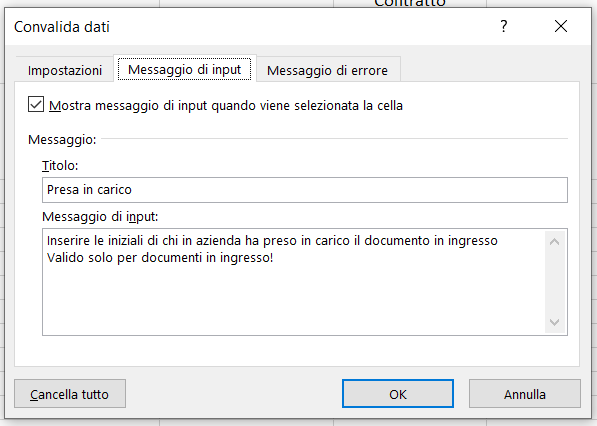 Contratto
Convalida dati
?
Impostazioni
Messaggio di input
Messaggio di errore
Mostra messaggio di input quando viene selezionata la cella
Messaggio:
Titolo:
Presa in carico
Messaggio di input:
Inserire le iniziali di chi in azienda ha preso in carico il documento in ingresso
Valido solo per documenti in ingresso!
Cancella tutto
OK
Annulla